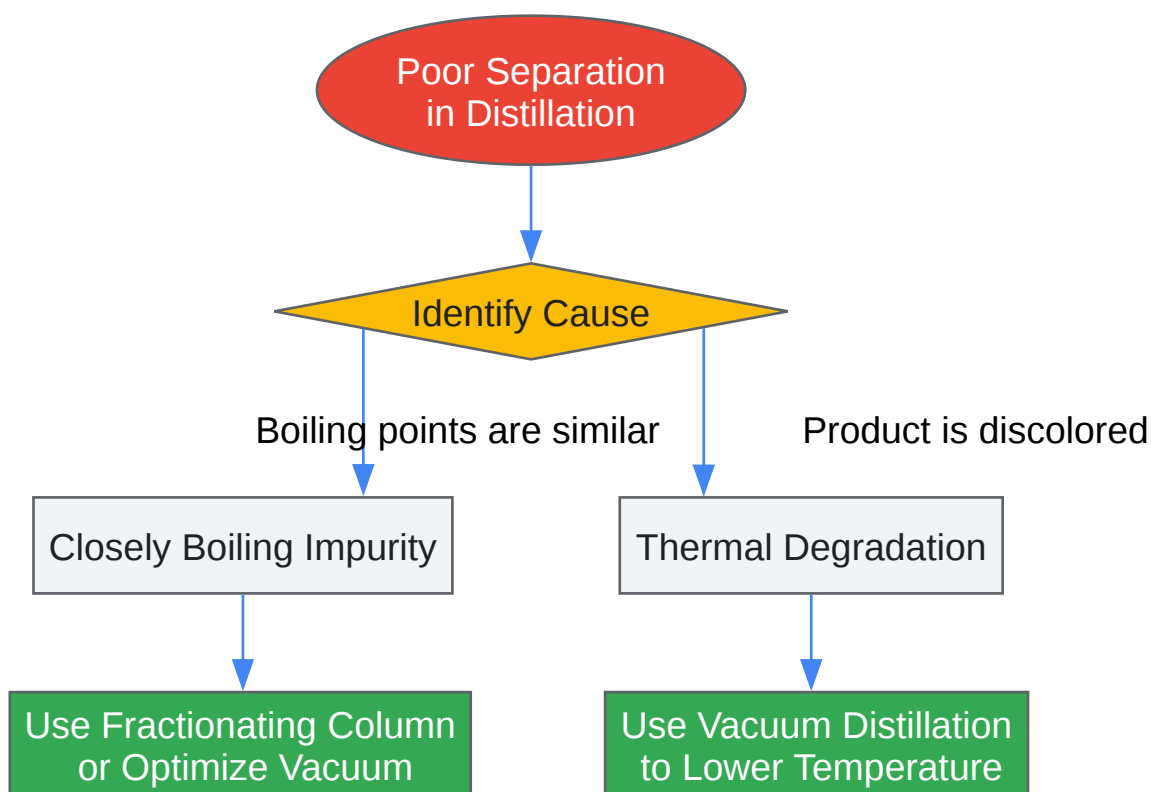 Poor Separation
in Distillation
Identify Cause
Boiling points are similar
Product is discolored
Closely Boiling Impurity
Thermal Degradation
Use Fractionating Column
or Optimize Vacuum
Use Vacuum Distillation
to Lower Temperature